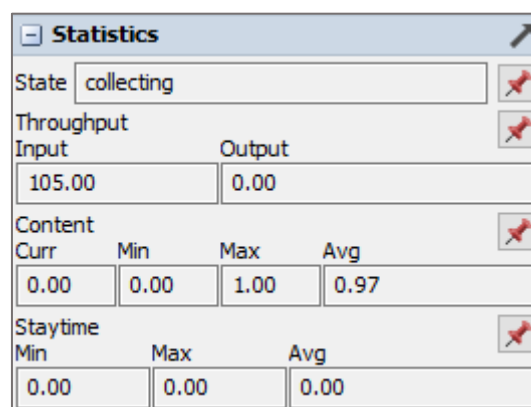 Statistics
State collecting
Throughput
Input Output
105.00 0.00
Content
Curr Min Max Avg
0.00 0.00 1.00 0.97
Staytime
Min Max Avg
0.00 0.00 0.00